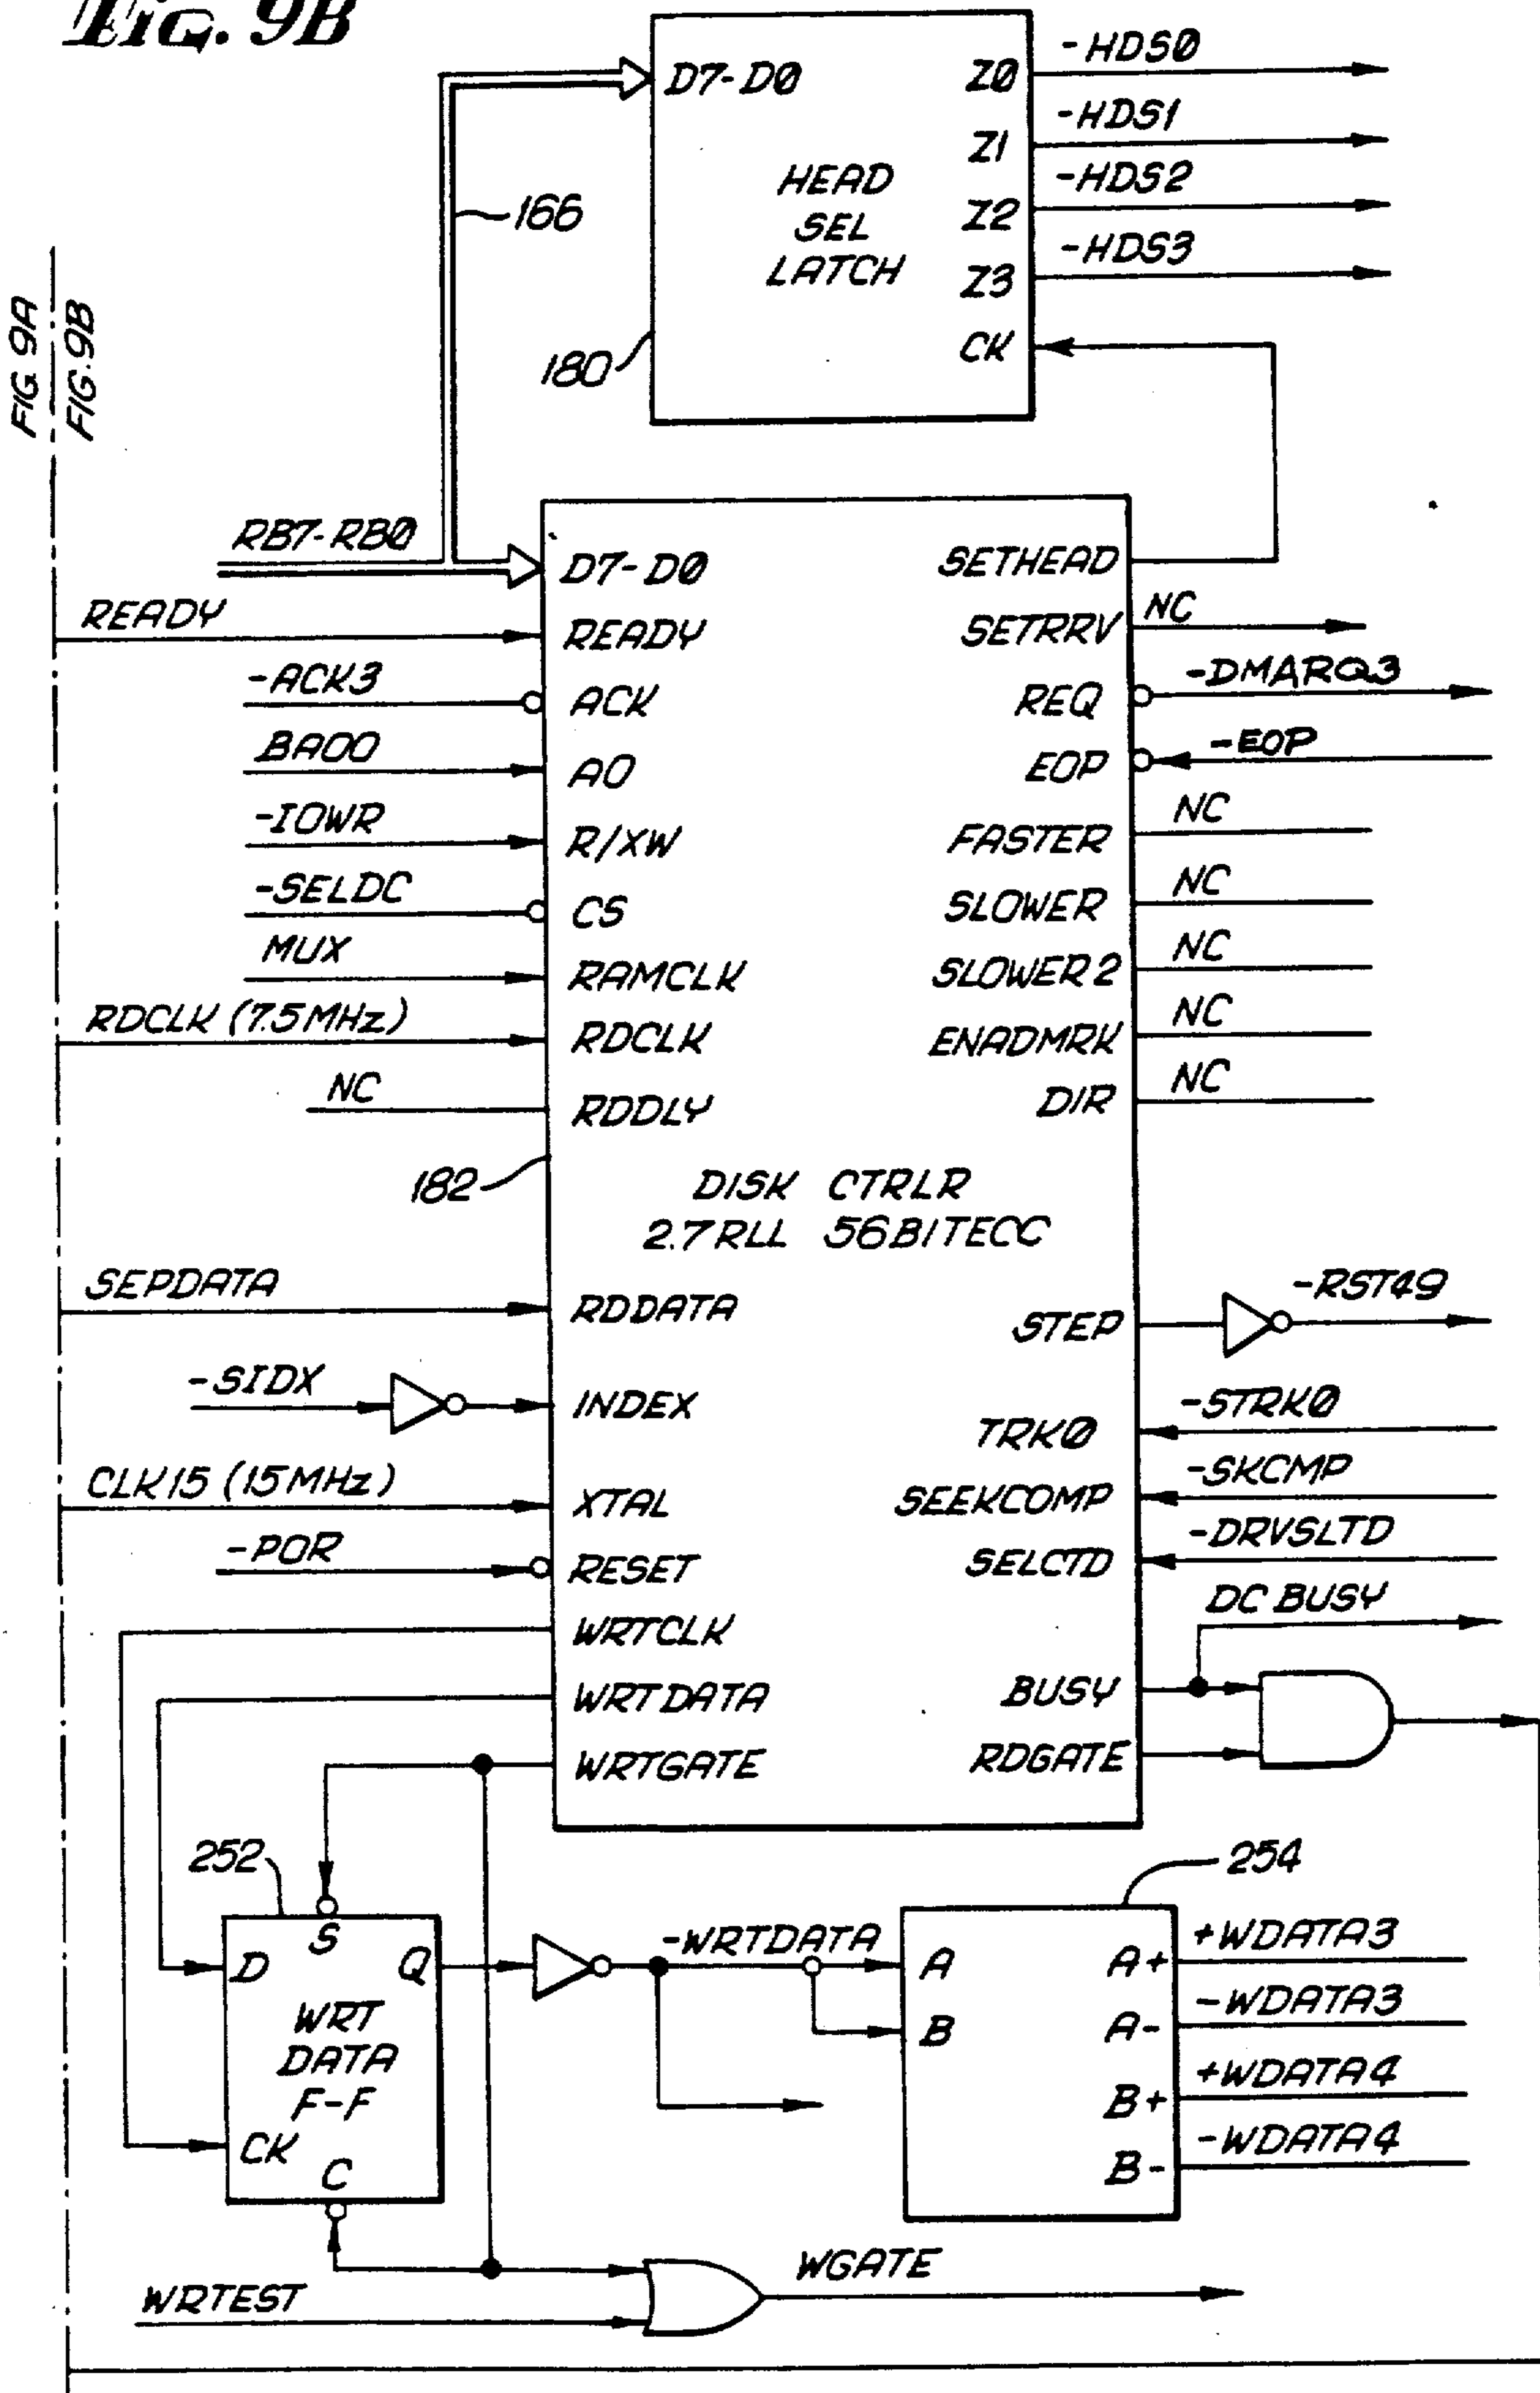 Fig. 9B
FIG. 9A
FIG. 9B
D7-D0
HEAD
SEL
LATCH
Z0
Z1
Z2
Z3
CK
-HDS0
-HDS1
-HDS2
-HDS3
166
180
RB7-RB0
READY
-ACK3
BA00
-IOWR
-SELDC
MUX
RDCLK (7.5MHz)
NC
182
SEPDATA
-SIDX
CLK15 (15MHz)
-POR
D7-D0
READY
ACK
A0
R/XW
CS
RAMCLK
RDCLK
RDDLY
DISK CTRLR
2.7RLL 56BITECC
RDDATA
INDEX
XTAL
RESET
WRTCLK
WRTDATA
WRTGATE
SETHEAD
SETRRV
REQ
EOP
FASTER
SLOWER
SLOWER2
ENADMRK
DIR
STEP
TRK0
SEEKCOMP
SELCTD
BUSY
RDGATE
NC
-DMARQ3
-EOP
NC
NC
NC
NC
NC
-RST49
-STRK0
-SKCMP
-DRVSLTD
DC BUSY
252
S
D
Q
WRT
DATA
F-F
CK
C
-WRTDATA
254
A
B
A+
A-
B+
B-
+WDATA3
-WDATA3
+WDATA4
-WDATA4
WRTEST
WGATE